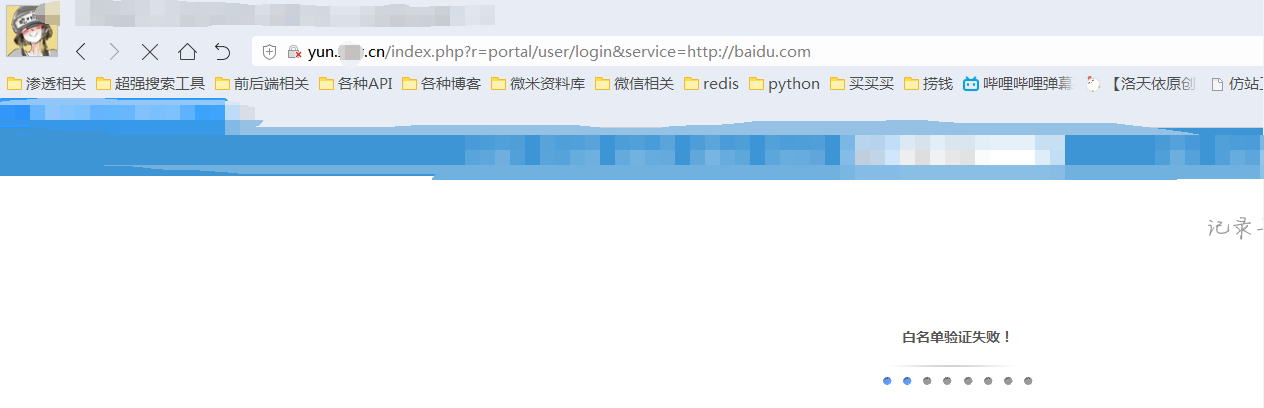 yun. .cn/index.php?r=portal/user/login&service=http://baidu.com
渗透相关 超强搜索工具 前后端相关 各种API 各种博客 微米资料库 微信相关 redis python 买买买 捞钱 哔哩哔哩弹幕 【洛天依原创 仿站
记录
白名单验证失败！